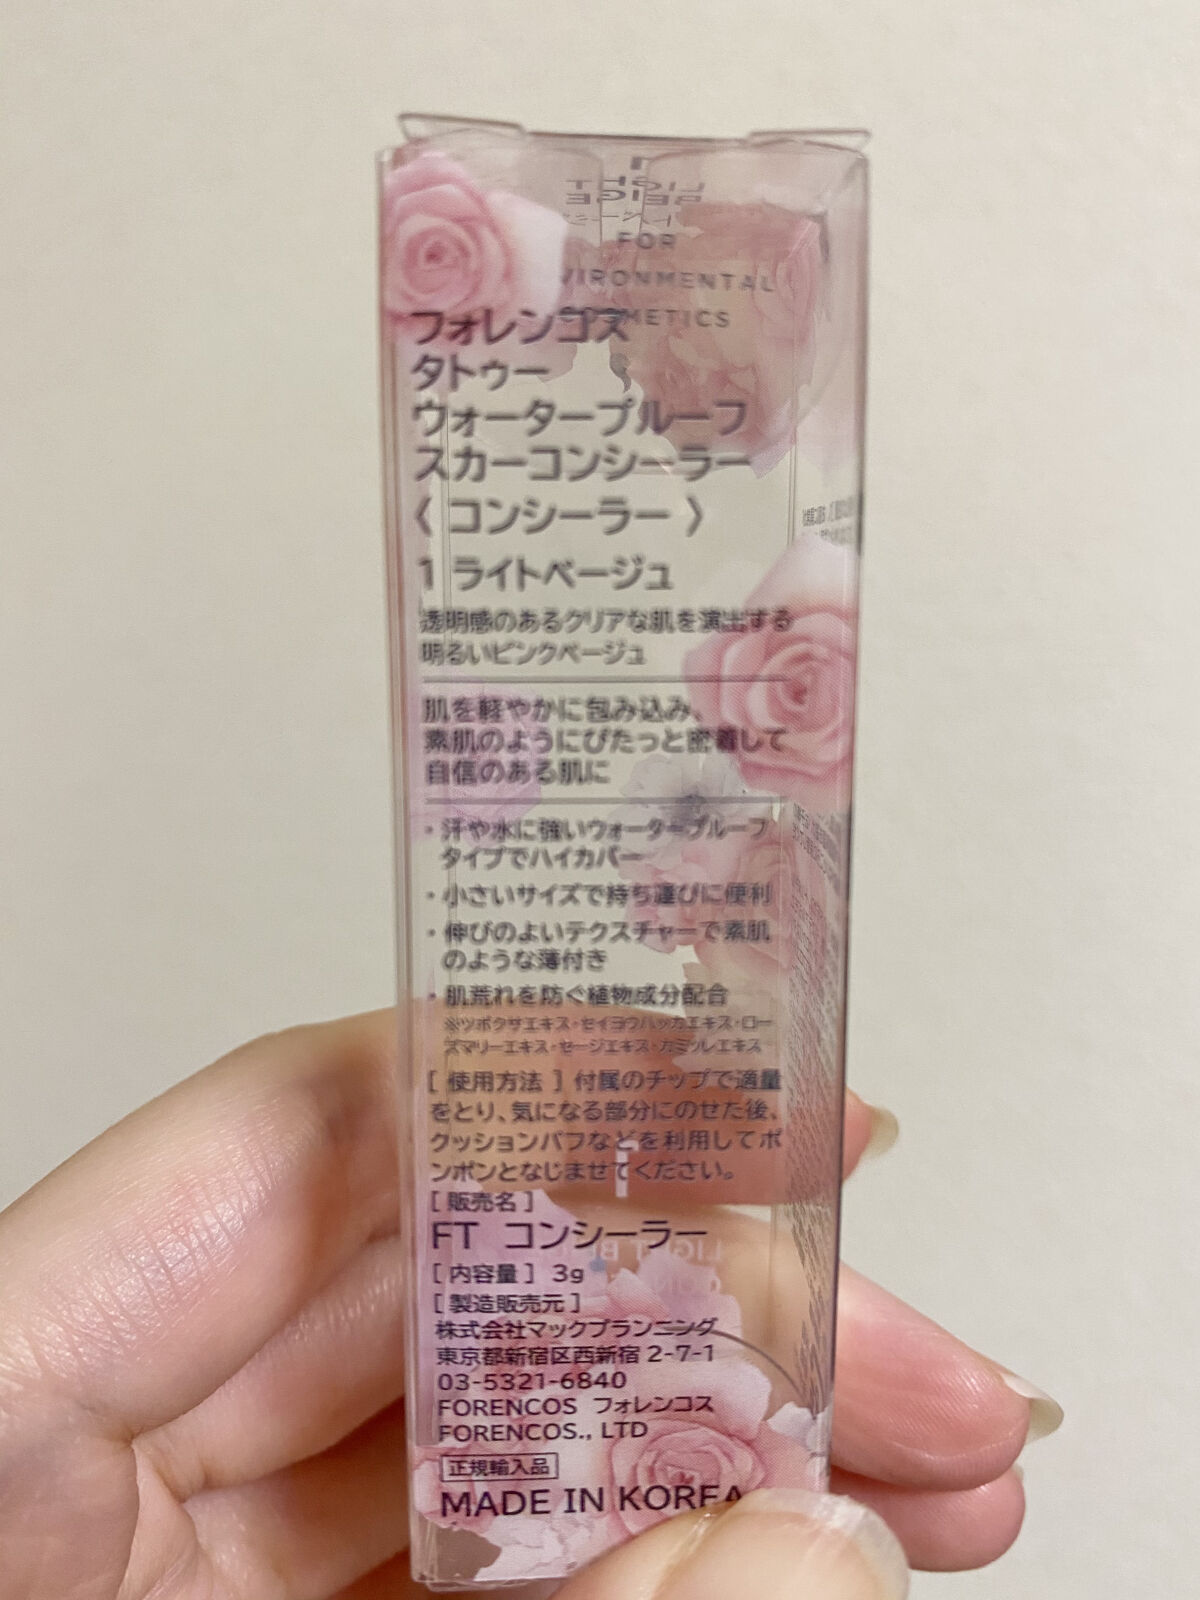 FOR
VIRONMENTAL
COSMETICS
フォレンコス
タトゥー
ウォータープルーフ
スカーコンシーラー
〈 コンシーラー 〉
1 ライトベージュ
透明感のあるクリアな肌を演出する
明るいピンクベージュ
肌を軽やかに包み込み、
素肌のようにぴたっと密着して
自信のある肌に
・汗や水に強いウォータープルーフ
タイプでハイカバー
・小さいサイズで持ち運びに便利
・伸びのよいテクスチャーで素肌
のような薄付き
・肌荒れを防ぐ植物成分配合
※ツボクサエキス・セイヨウハッカエキス・ロー
ズマリーエキス・セージエキス・カミツレエキス
[ 使用方法 ] 付属のチップで適量
をとり、気になる部分にのせた後、
クッションパフなどを利用してポ
ンポンとなじませてください。
[ 販売名 ]
FT コンシーラー
[ 内容量 ] 3g
[ 製造販売元 ]
株式会社マックプランニング
東京都新宿区西新宿 2-7-1
03-5321-6840
FORENCOS フォレンコス
FORENCOS., LTD
正規輸入品
MADE IN KOREA